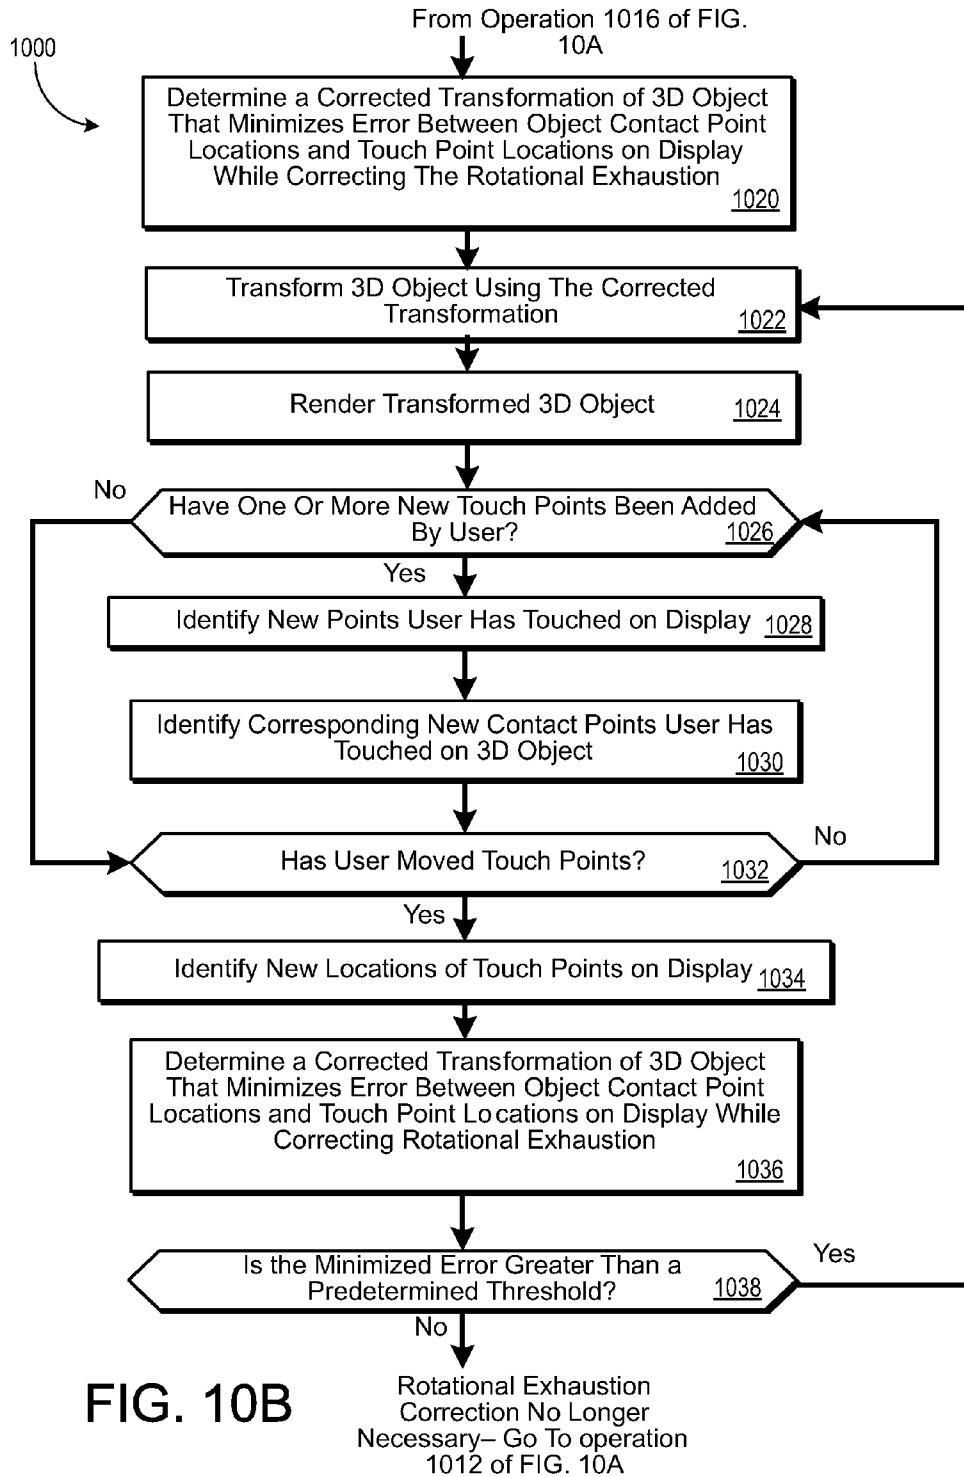 From Operation 1016 of FIG.
10A
1000
Determine a Corrected Transformation of 3D Object
That Minimizes Error Between Object Contact Point
Locations and Touch Point Locations on Display
While Correcting The Rotational Exhaustion
1020
Transform 3D Object Using The Corrected
Transformation
1022
Render Transformed 3D Object
1024
No
Have One Or More New Touch Points Been Added
By User?
1026
Yes
Identify New Points User Has Touched on Display
1028
Identify Corresponding New Contact Points User Has
Touched on 3D Object
1030
Has User Moved Touch Points?
1032
No
Yes
Identify New Locations of Touch Points on Display
1034
Determine a Corrected Transformation of 3D Object
That Minimizes Error Between Object Contact Point
Locations and Touch Point Locations on Display While
Correcting Rotational Exhaustion
1036
Is the Minimized Error Greater Than a
Predetermined Threshold?
1038
Yes
No
Rotational Exhaustion
Correction No Longer
Necessary– Go To operation
1012 of FIG. 10A
FIG. 10B